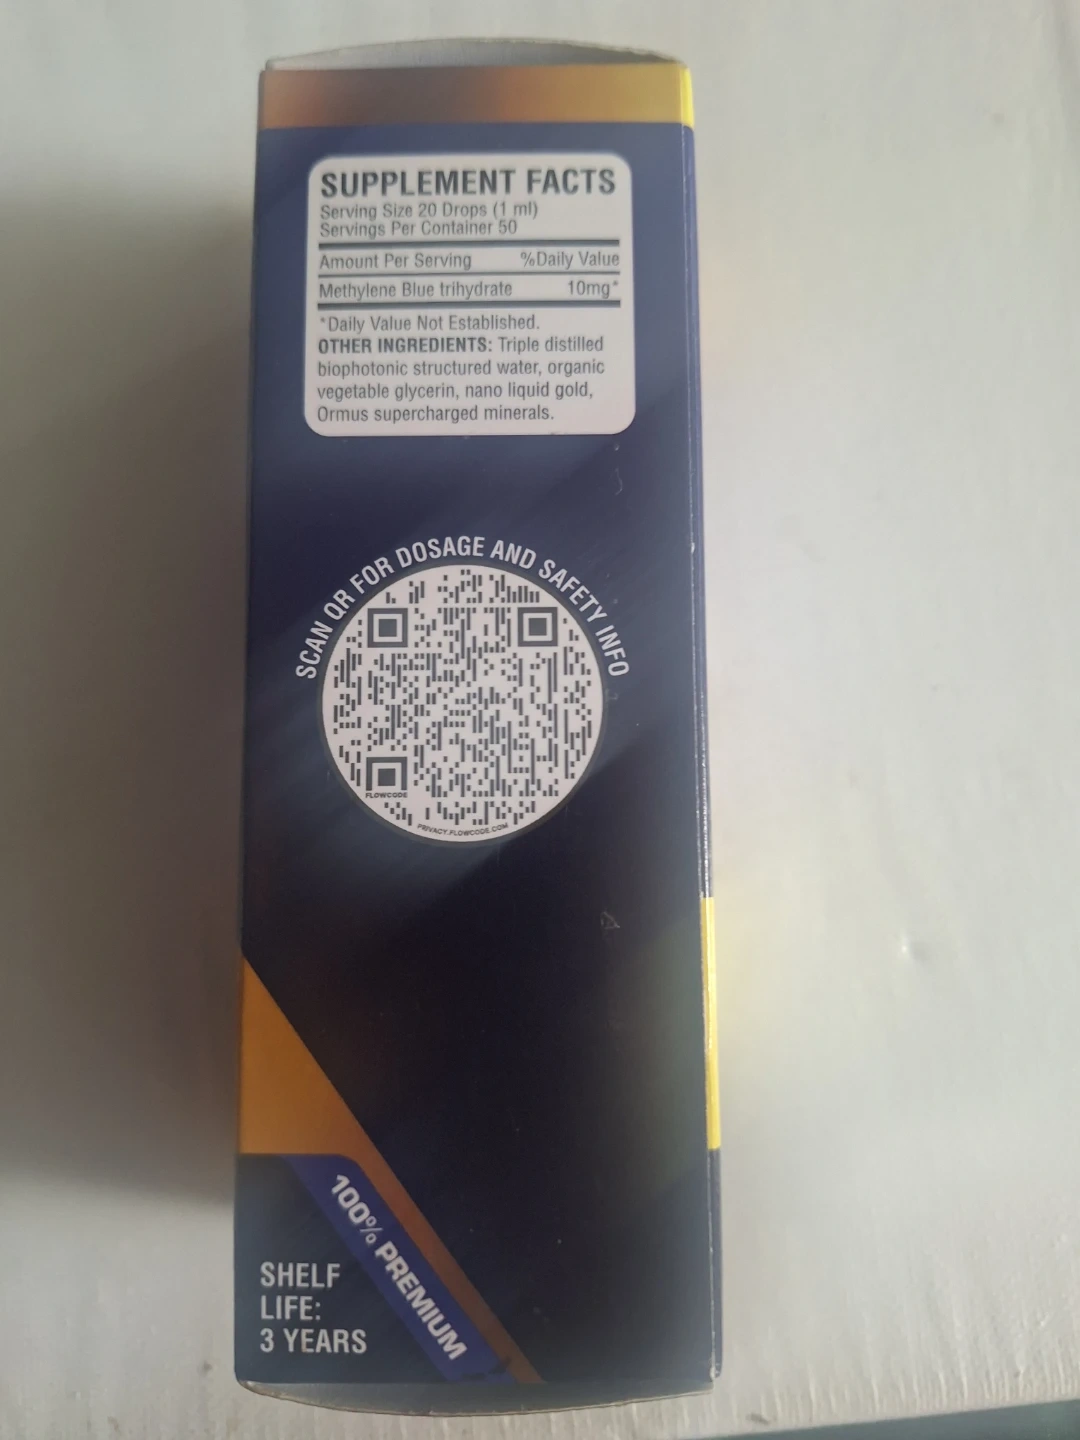 SUPPLEMENT FACTS
Serving Size 20 Drops (1 ml)
Servings Per Container 50
Amount Per Serving %Daily Value
Methylene Blue trihydrate 10mg*
*Daily Value Not Established.
OTHER INGREDIENTS: Triple distilled
biophotonic structured water, organic
vegetable glycerin, nano liquid gold,
Ormus supercharged minerals.
SCAN QR FOR DOSAGE AND SAFETY INFO
FLOWCODE
PRIVACY.FLOWCODE.COM
100% PREMIUM
SHELF
LIFE:
3 YEARS